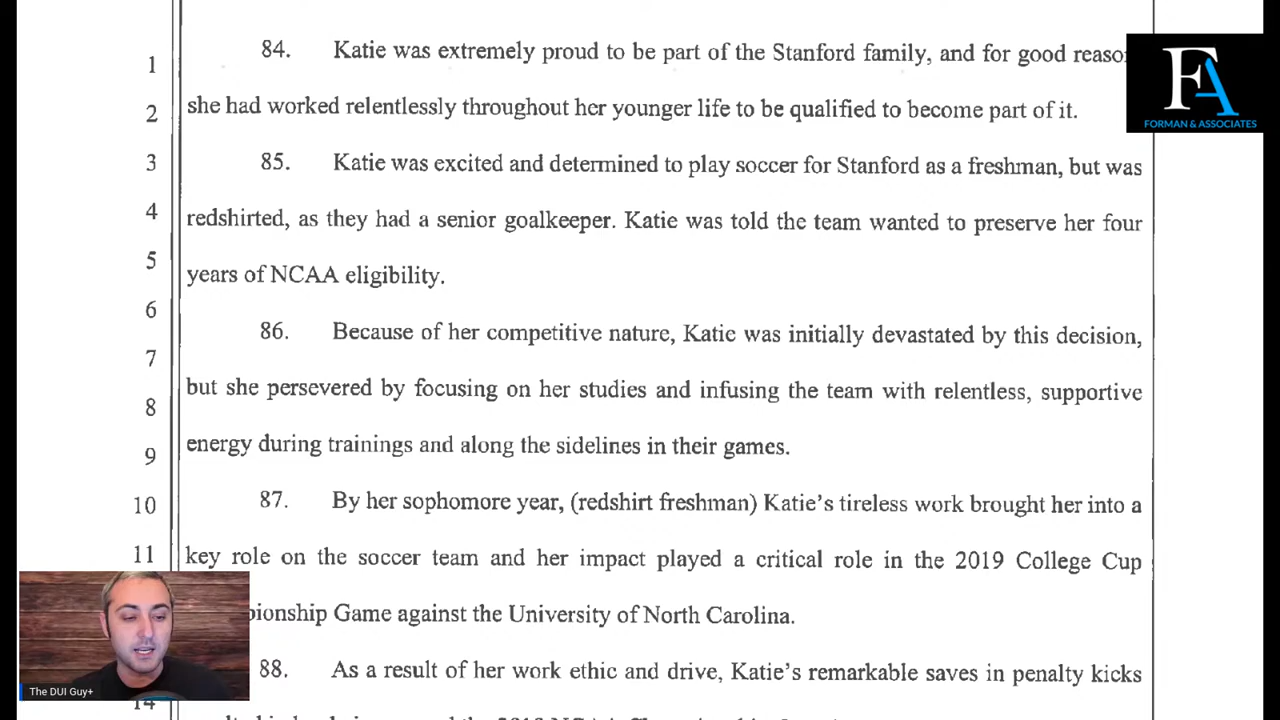 84. Katie was extremely proud to be part of the Stanford family, and for good reason
1
FA
FORMAN & ASSOCIATES
2 she had worked relentlessly throughout her younger life to be qualified to become part of it.
3 85. Katie was excited and determined to play soccer for Stanford as a freshman, but was
4 redshirted, as they had a senior goalkeeper. Katie was told the team wanted to preserve her four
5 years of NCAA eligibility.
6
7 86. Because of her competitive nature, Katie was initially devastated by this decision,
8 but she persevered by focusing on her studies and infusing the team with relentless, supportive
9 energy during trainings and along the sidelines in their games.
10 87. By her sophomore year, (redshirt freshman) Katie's tireless work brought her into a
11 key role on the soccer team and her impact played a critical role in the 2019 College Cup
pionship Game against the University of North Carolina.
88. As a result of her work ethic and drive, Katie's remarkable saves in penalty kicks
The DUI Guy+
14